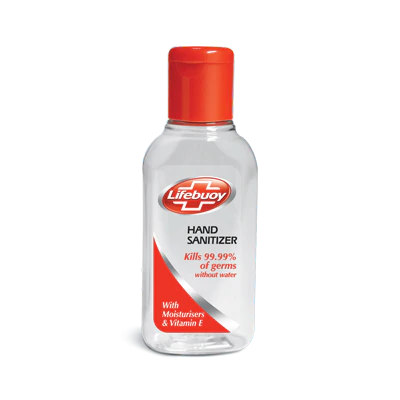 Lifebuoy
HAND
SANITIZER
Kills 99.99%
of germs
without water
With
Moisturisers
& Vitamin E